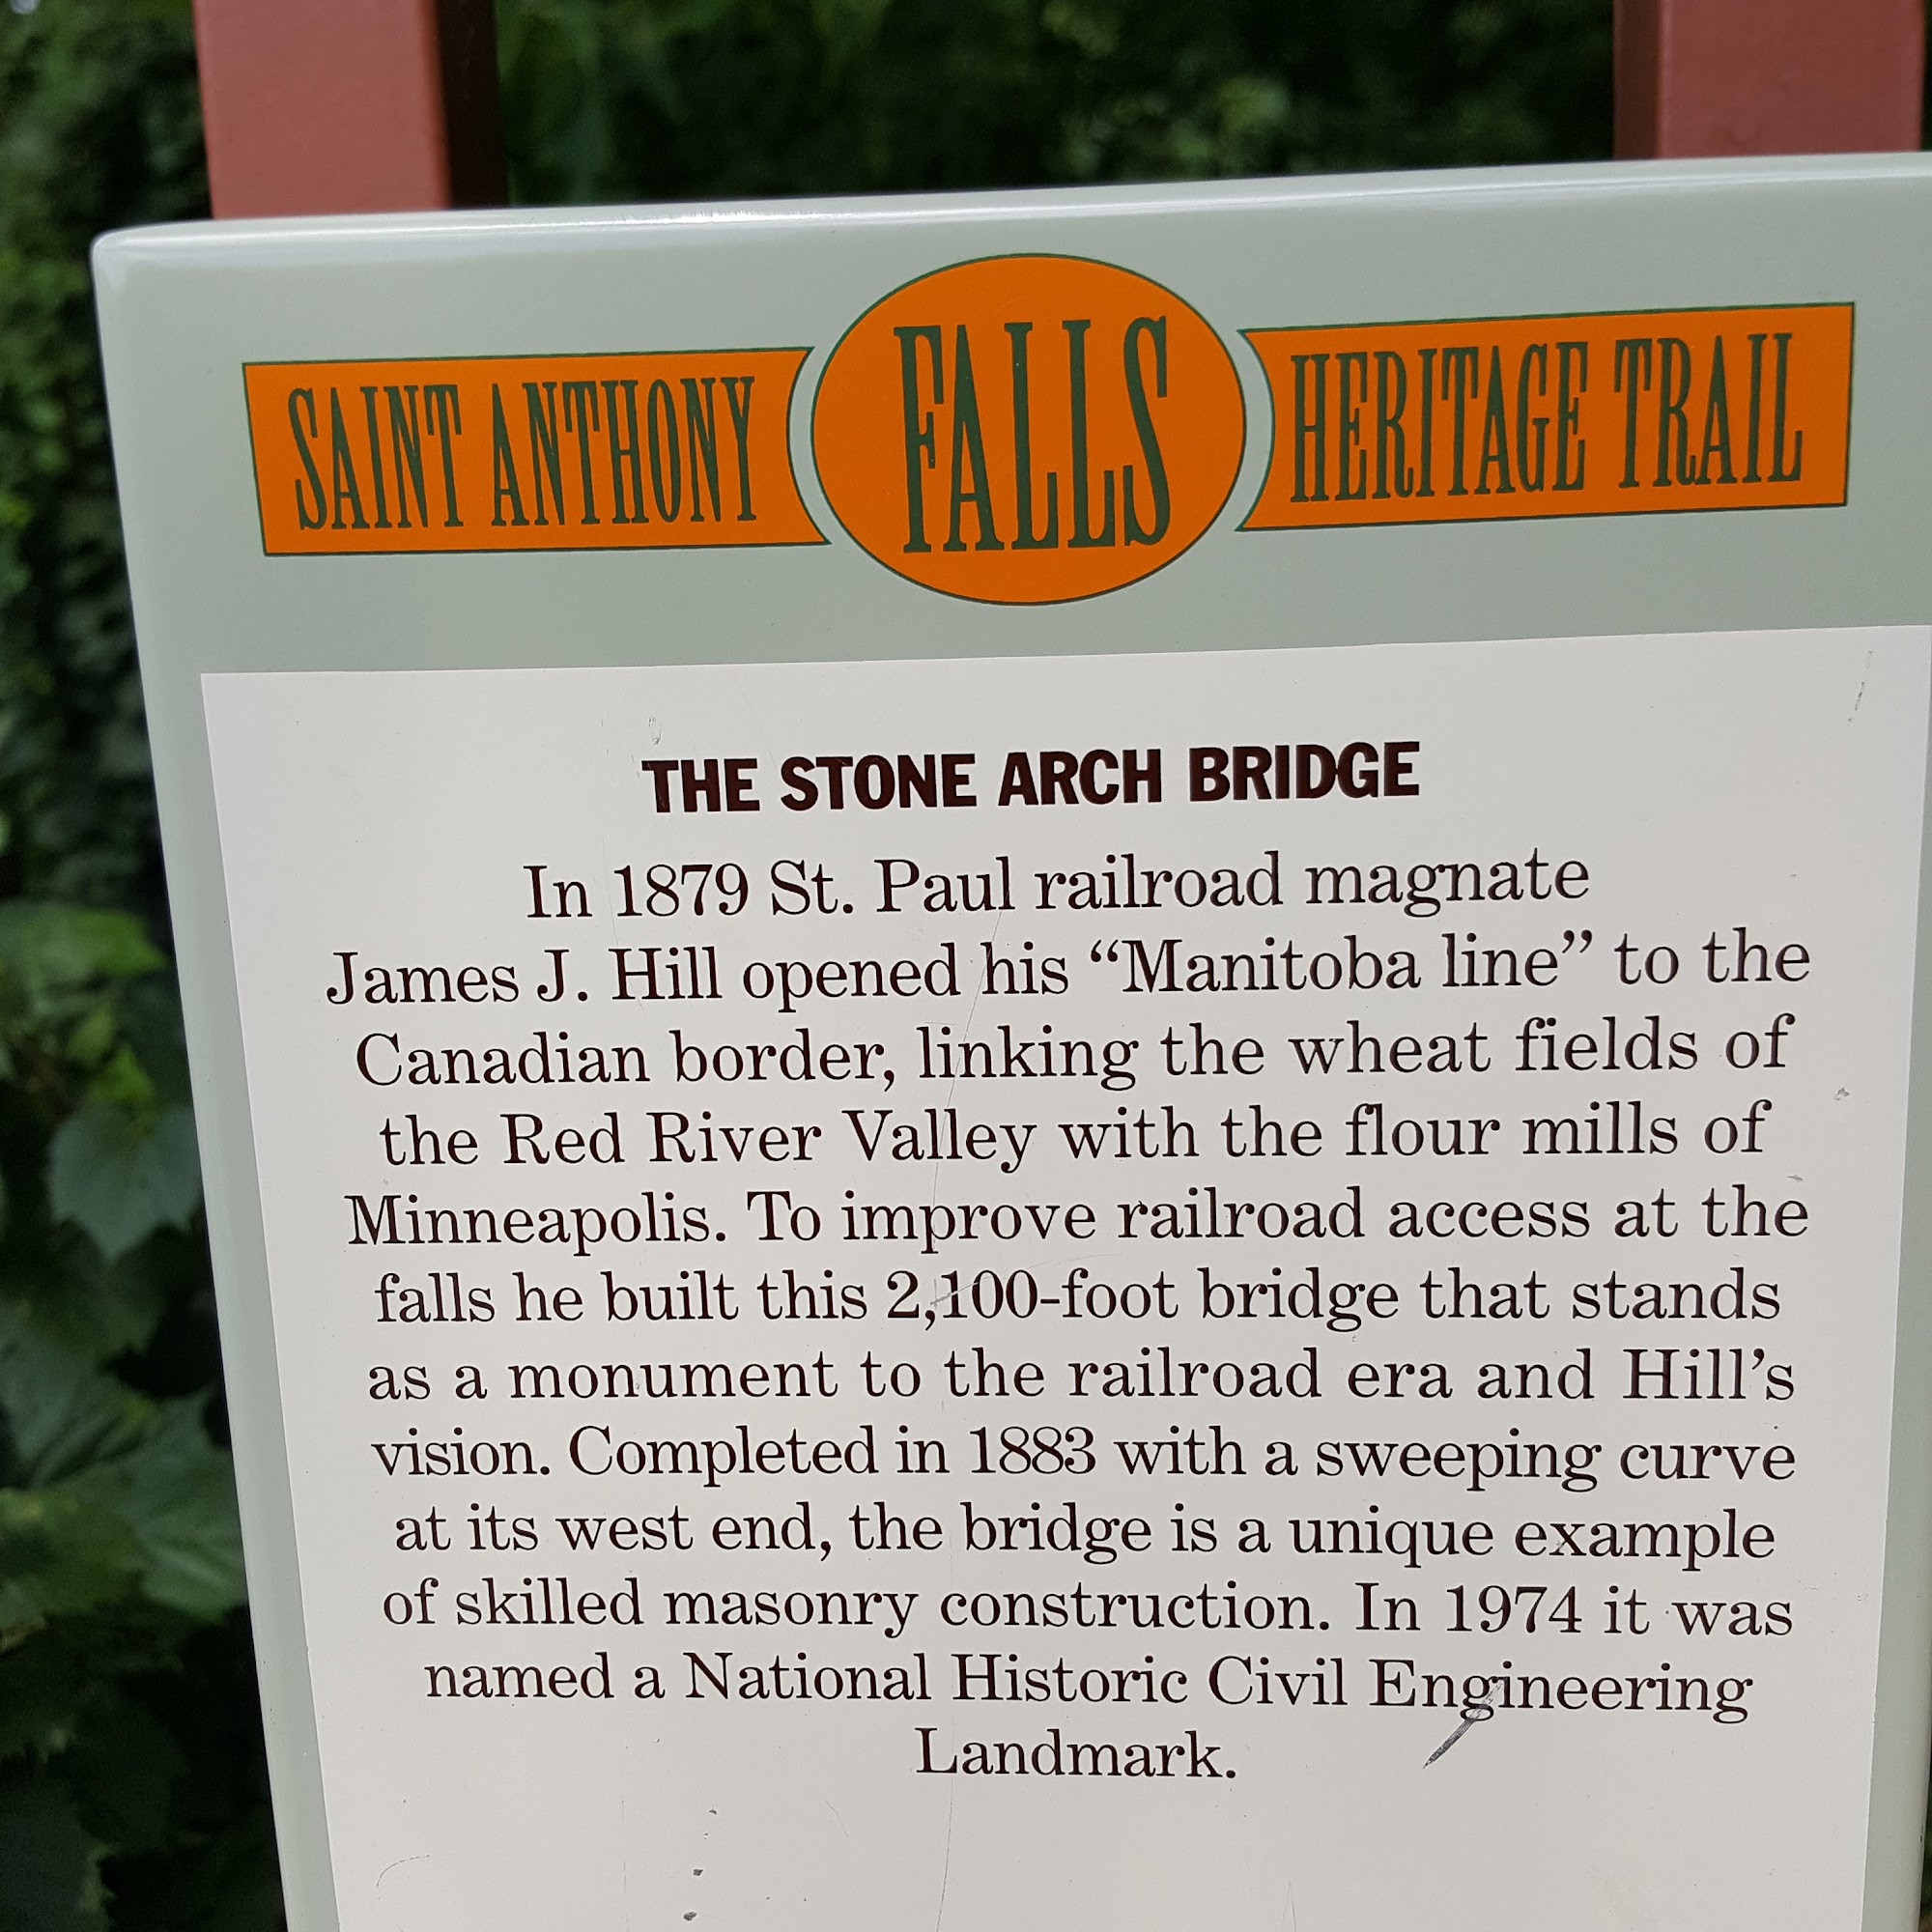 SAINT ANTHONY FALLS HERITAGE TRAIL
THE STONE ARCH BRIDGE
In 1879 St. Paul railroad magnate
James J. Hill opened his “Manitoba line” to the
Canadian border, linking the wheat fields of
the Red River Valley with the flour mills of
Minneapolis. To improve railroad access at the
falls he built this 2,100-foot bridge that stands
as a monument to the railroad era and Hill’s
vision. Completed in 1883 with a sweeping curve
at its west end, the bridge is a unique example
of skilled masonry construction. In 1974 it was
named a National Historic Civil Engineering
Landmark.